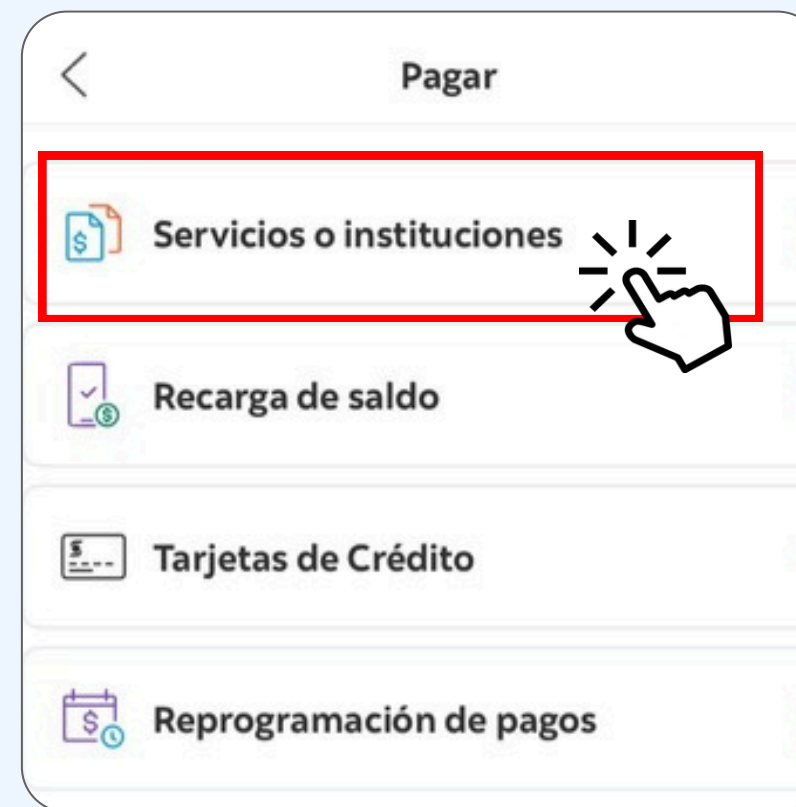 Pagar
Servicios o instituciones
Recarga de saldo
Tarjetas de Crédito
Reprogramación de pagos